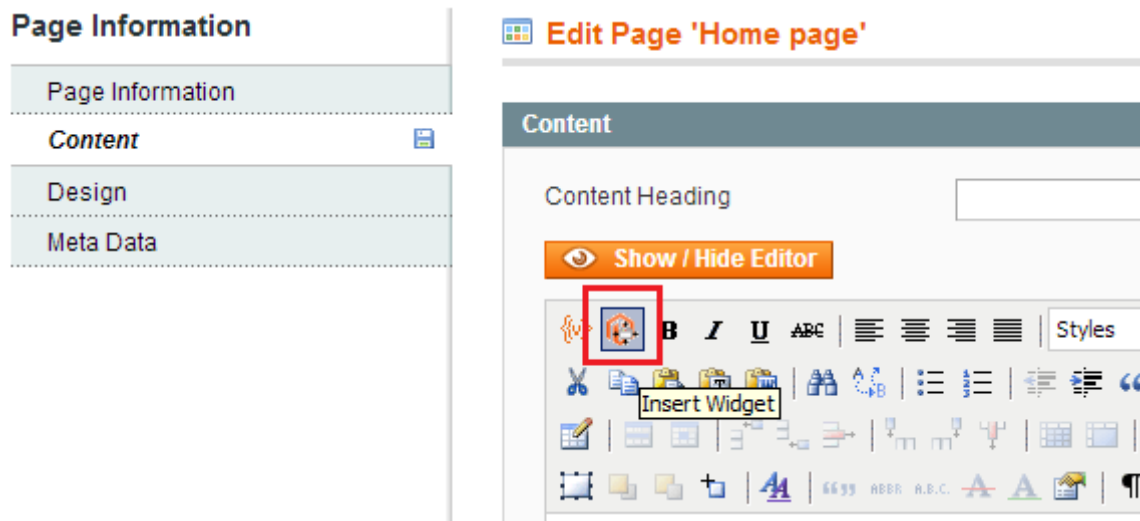 Page Information
Page Information
Content
Design
Meta Data
Edit Page 'Home page'
Content
Content Heading
Show / Hide Editor
{v} B I U ABC Styles
Insert Widget
ABBR A.B.C. A A